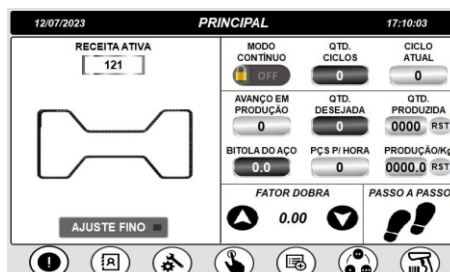 12/07/2023 PRINCIPAL 17:10:03
RECEITA ATIVA
121
AJUSTE FINO
MODO CONTÍNUO
OFF
QTD. CICLOS
0
CICLO ATUAL
0
AVANÇO EM PRODUÇÃO
0
QTD. DESEJADA
0
QTD. PRODUZIDA
0000 RST
BITOLA DO AÇO
0.0
PÇS P/ HORA
0
PRODUÇÃO/Kg
0000.0 RST
FATOR DOBRA
0.00
PASSO A PASSO